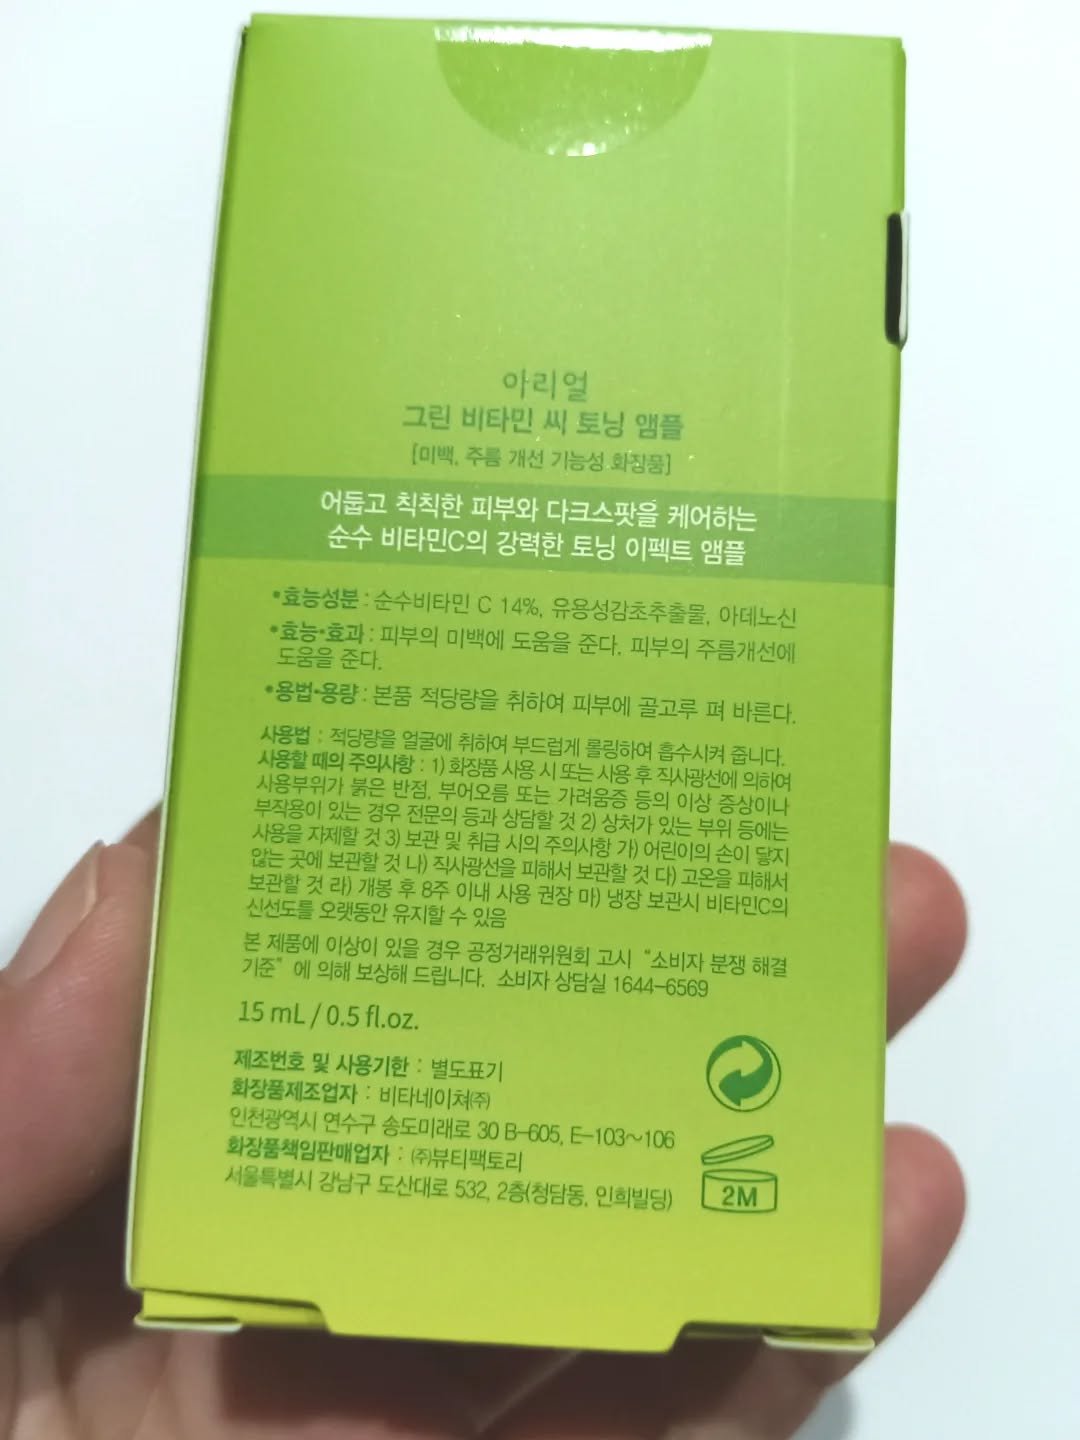 아리얼
그린 비타민 씨 토닝 앰플
[미백, 주름 개선 기능성 화장품]
어둡고 칙칙한 피부와 다크스팟을 케어하는
순수 비타민C의 강력한 토닝 이펙트 앰플
•효능성분 : 순수비타민 C 14%, 유용성감초추출물, 아데노신
•효능•효과 : 피부의 미백에 도움을 준다. 피부의 주름개선에
도움을 준다.
•용법•용량 : 본품 적당량을 취하여 피부에 골고루 펴 바른다.
사용법 : 적당량을 얼굴에 취하여 부드럽게 롤링하여 흡수시켜 줍니다.
사용할 때의 주의사항 : 1) 화장품 사용 시 또는 사용 후 직사광선에 의하여
사용부위가 붉은 반점, 부어오름 또는 가려움증 등의 이상 증상이나
부작용이 있는 경우 전문의 등과 상담할 것 2) 상처가 있는 부위 등에는
사용을 자제할 것 3) 보관 및 취급 시의 주의사항 가) 어린이의 손이 닿지
않는 곳에 보관할 것 나) 직사광선을 피해서 보관할 것 다) 고온을 피해서
보관할 것 라) 개봉 후 8주 이내 사용 권장 마) 냉장 보관시 비타민C의
신선도를 오랫동안 유지할 수 있음
본 제품에 이상이 있을 경우 공정거래위원회 고시 “소비자 분쟁 해결
기준” 에 의해 보상해 드립니다. 소비자 상담실 1644-6569
15 mL / 0.5 fl.oz.
제조번호 및 사용기한 : 별도표기
화장품제조업자 : 비타네이쳐㈜
인천광역시 연수구 송도미래로 30 B-605, E-103~106
화장품책임판매업자 : ㈜뷰티팩토리
서울특별시 강남구 도산대로 532, 2층(청담동, 인희빌딩)
2M